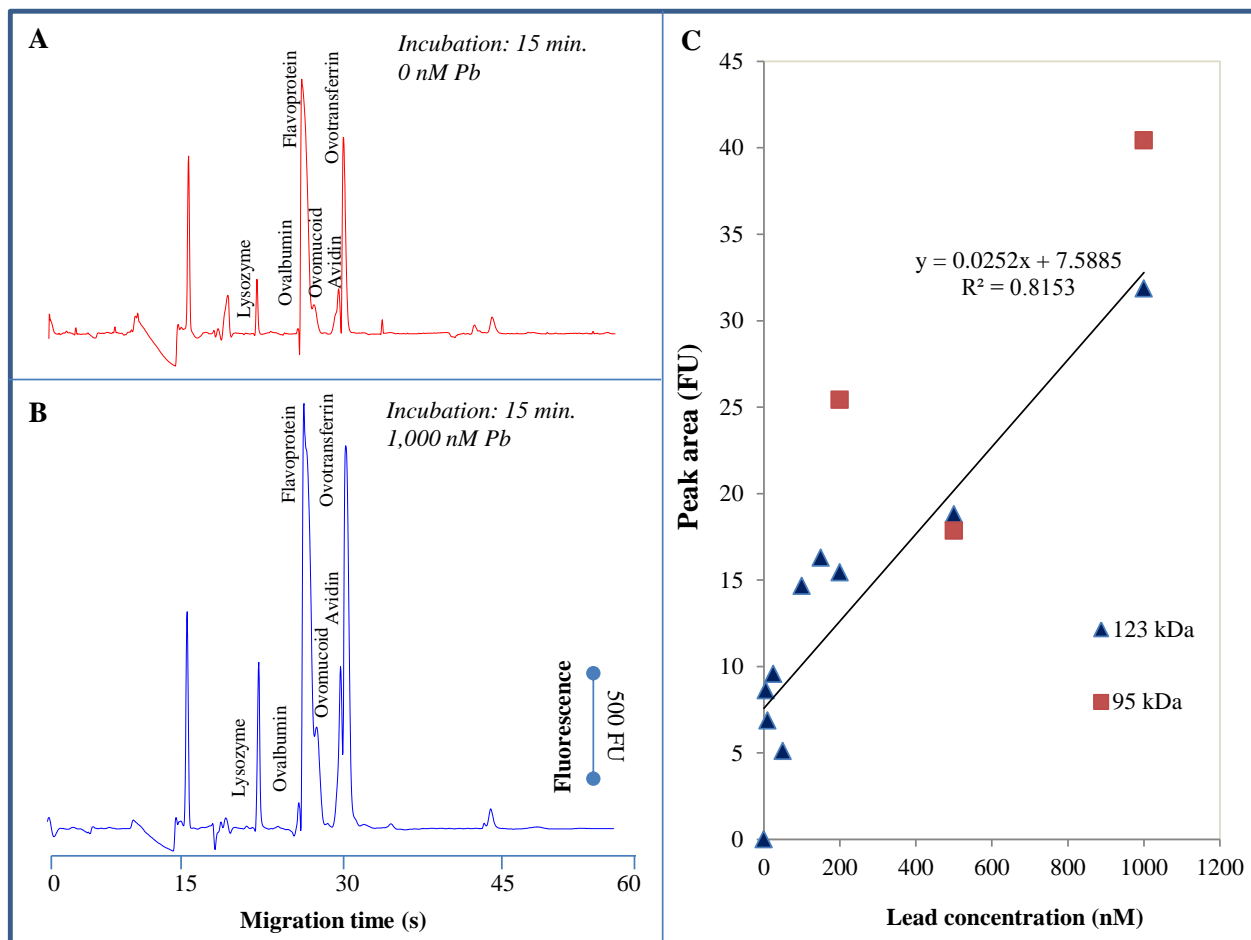 A
Incubation: 15 min.
0 nM Pb
Lysozyme
Ovalbumin
Flavoprotein
Ovomucoid
Avidin
Ovotransferrin
B
Incubation: 15 min.
1,000 nM Pb
Lysozyme
Ovalbumin
Flavoprotein
Ovomucoid
Avidin
Ovotransferrin
Fluorescence
500 FU
0 15 30 45 60
Migration time (s)
C
45
40
35
30
25
20
15
10
5
0
Peak area (FU)
y = 0.0252x + 7.5885
R² = 0.8153
123 kDa
95 kDa
0 200 400 600 800 1000 1200
Lead concentration (nM)